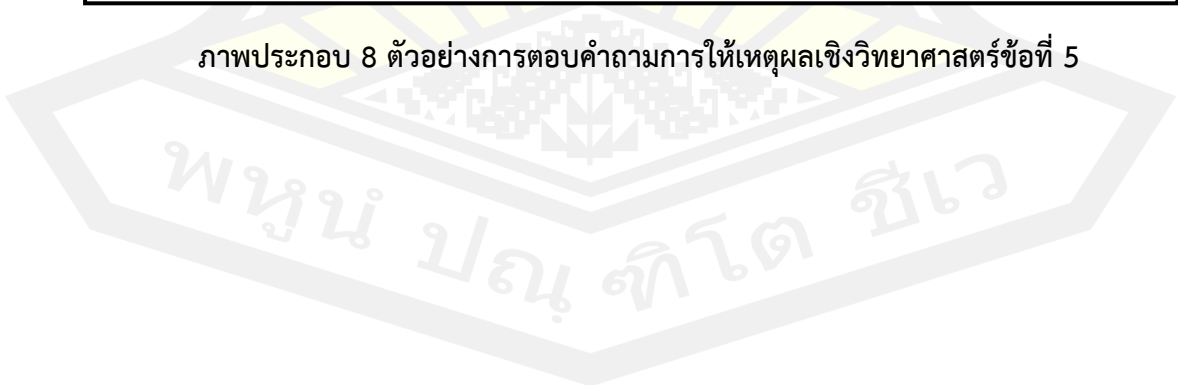 ภาพประกอบ 8 ตัวอย่างการตอบคำถามการให้เหตุผลเชิงวิทยาศาสตร์ข้อที่ 5
พหูนํ ปณฺฑิโต ชีเว